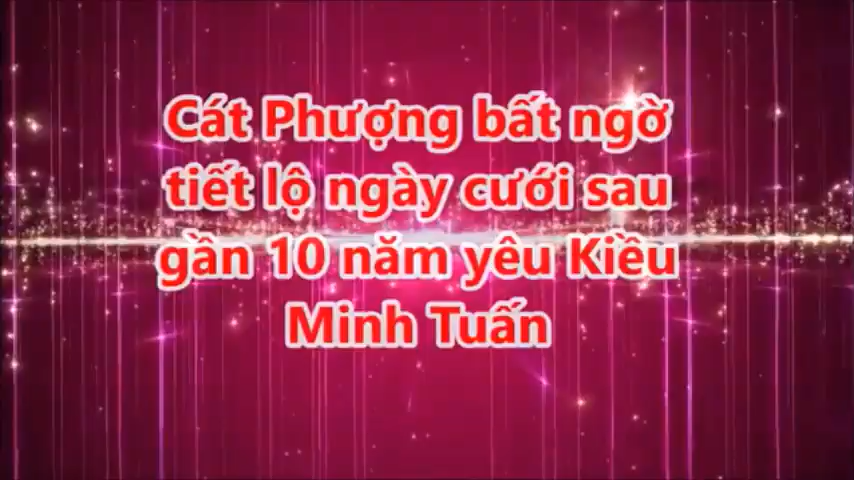 Cát Phượng bất ngờ
tiết lộ ngày cưới sau
gần 10 năm yêu Kiều
Minh Tuấn